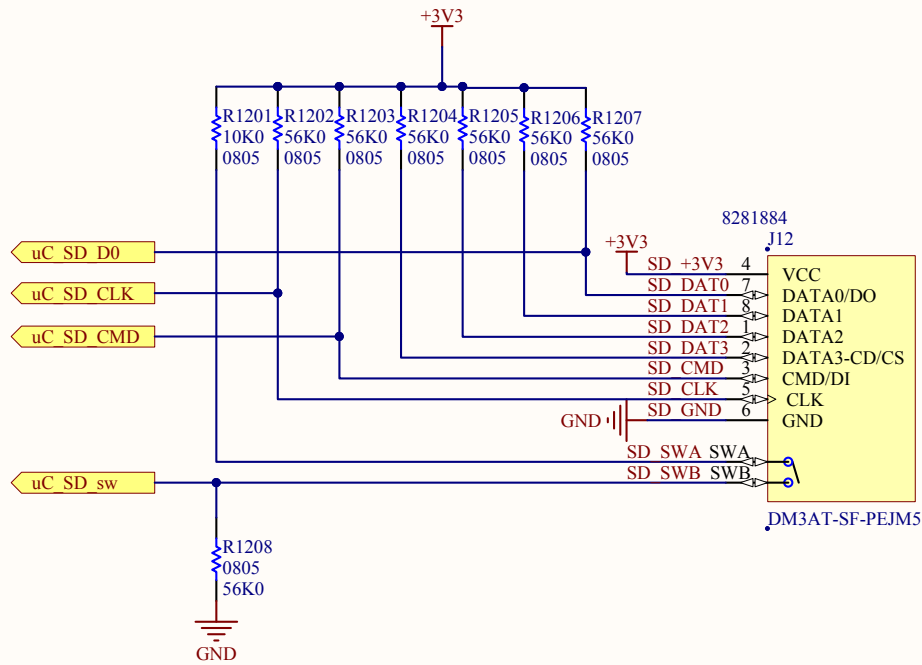 +3V3
R1201 R1202 R1203 R1204 R1205 R1206 R1207
10K0 56K0 56K0 56K0 56K0 56K0 56K0
0805 0805 0805 0805 0805 0805 0805
8281884
J12
+3V3
uC_SD_D0
SD_+3V3 4 VCC
SD_DAT0 7 DATA0/DO
uC_SD_CLK
SD_DAT1 8 DATA1
uC_SD_CMD
SD_DAT2 1 DATA2
SD_DAT3 2 DATA3-CD/CS
SD_CMD 3 CMD/DI
SD_CLK 5 CLK
GND SD_GND 6 GND
SD_SWA SWA
uC_SD_sw
SD_SWB SWB
DM3AT-SF-PEJM5
R1208
0805
56K0
GND